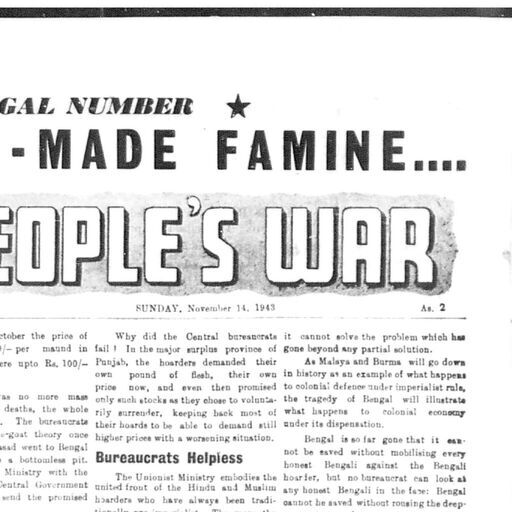 GAL NUMBER ★
-MADE FAMINE....
EOPLE'S WAR
SUNDAY, November 14, 1943 As. 2
ctober the price of
/- per maund in
ere upto Rs. 100/-
as no more mass
deaths, the whole
. The bureaucrats
-goat theory once
asad went to Bengal
a bottomless pit.
Ministry with the
Central Government
send the promised
Why did the Central bureaucrats
fail? In the major surplus province of
Punjab, the hoarders demanded their
own pound of flesh, their own
price now, and even then promised
only such stocks as they chose to volunta-
rily surrender, keeping back most of
their hoards to be able to demand still
higher prices with a worsening situation.
Bureaucrats Helpless
The Unionist Ministry embodies the
united front of the Hindu and Muslim
hoarders who have always been tradi-
it cannot solve the problem which has
gone beyond any partial solution.
As Malaya and Burma will go down
in history as an example of what happens
to colonial defence under imperialist rule,
the tragedy of Bengal will illustrate
what happens to colonial economy
under its dispensation.
Bengal is so far gone that it can-
not be saved without mobilising every
honest Bengali against the Bengali
hoarder, but no bureaucrat can look at
any honest Bengali in the face: Bengal
cannot be saved without rousing the deep-